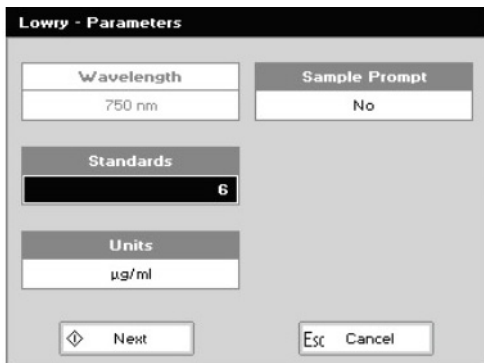 Lowry - Parameters
Wavelength
750 nm
Sample Prompt
No
Standards
6
Units
µg/ml
Next
Esc Cancel